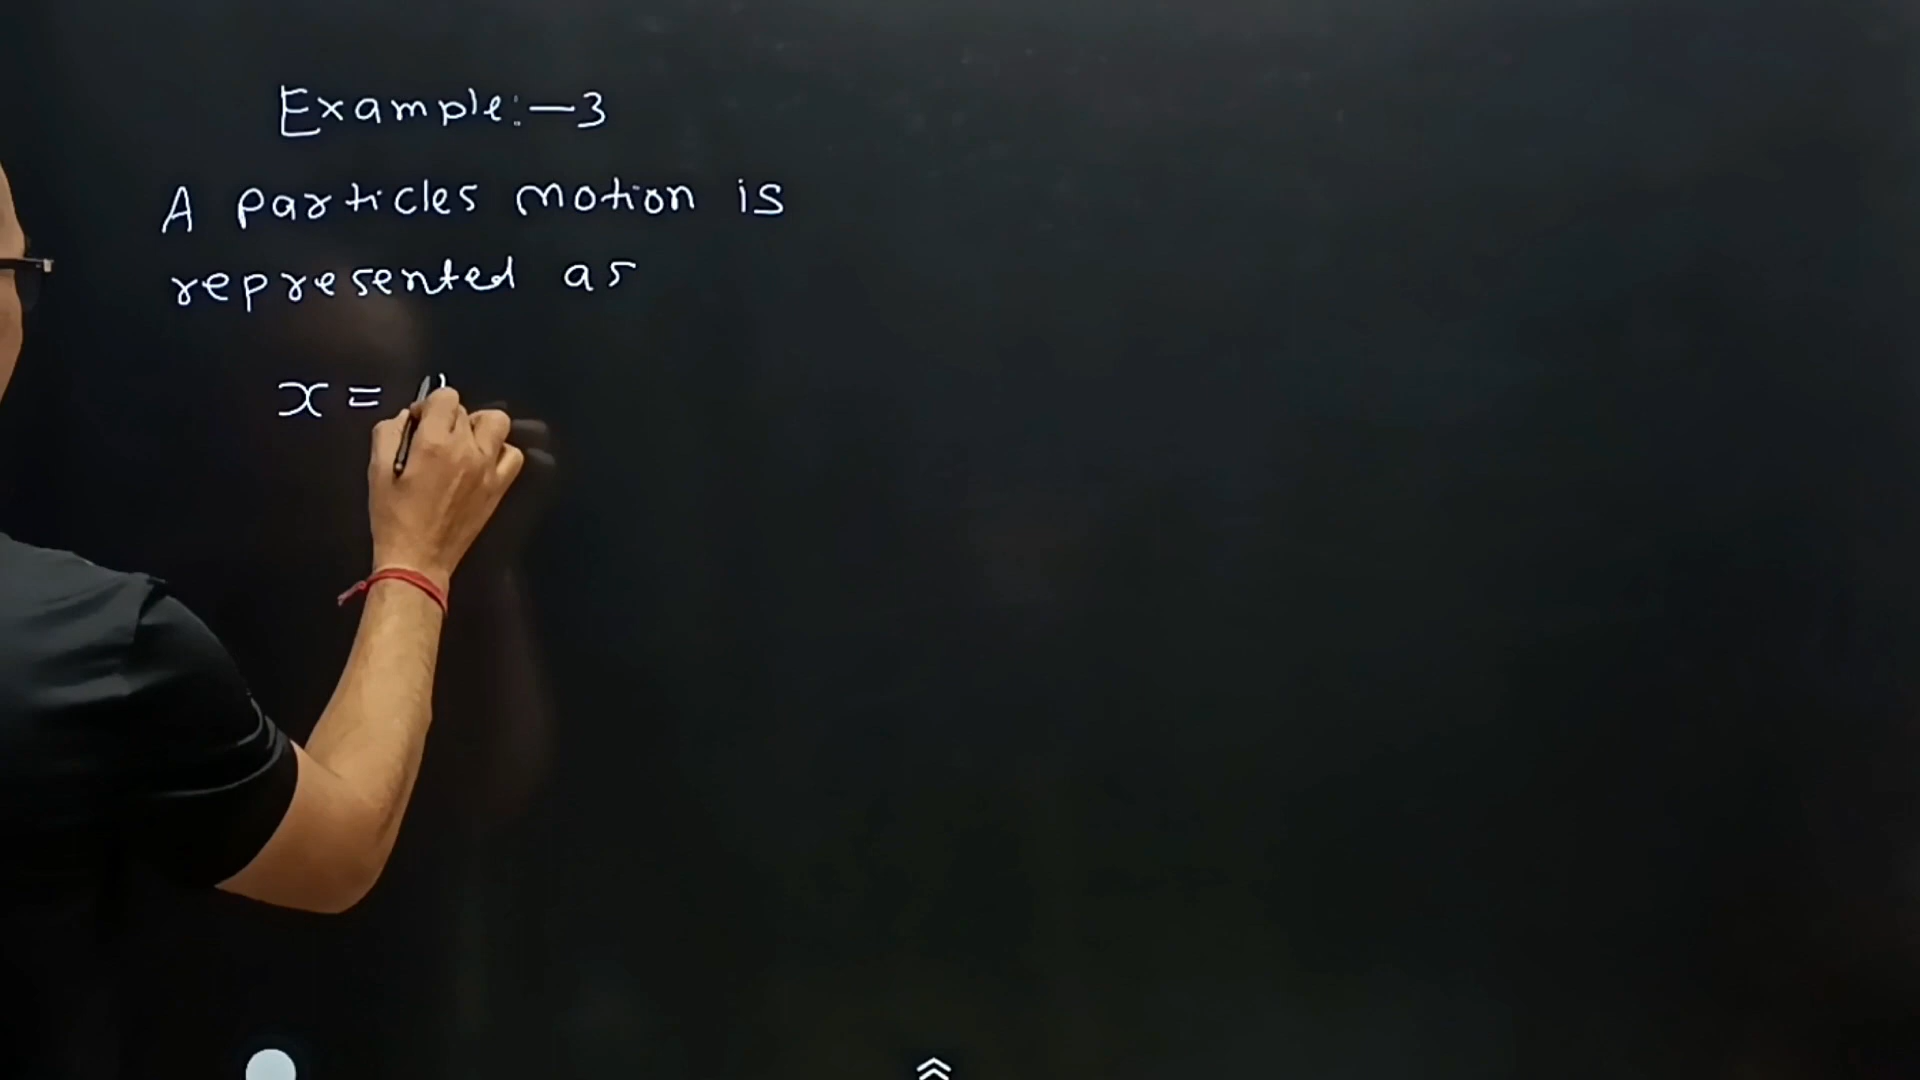 Example:-3
A particles motion is
represented as
x =